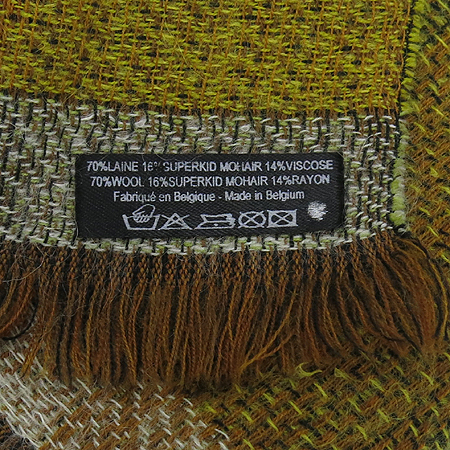 70%LAINE 16%SUPERKID MOHAIR 14%VISCOSE
70%WOOL 16%SUPERKID MOHAIR 14%RAYON
Fabriqué en Belgique - Made in Belgium